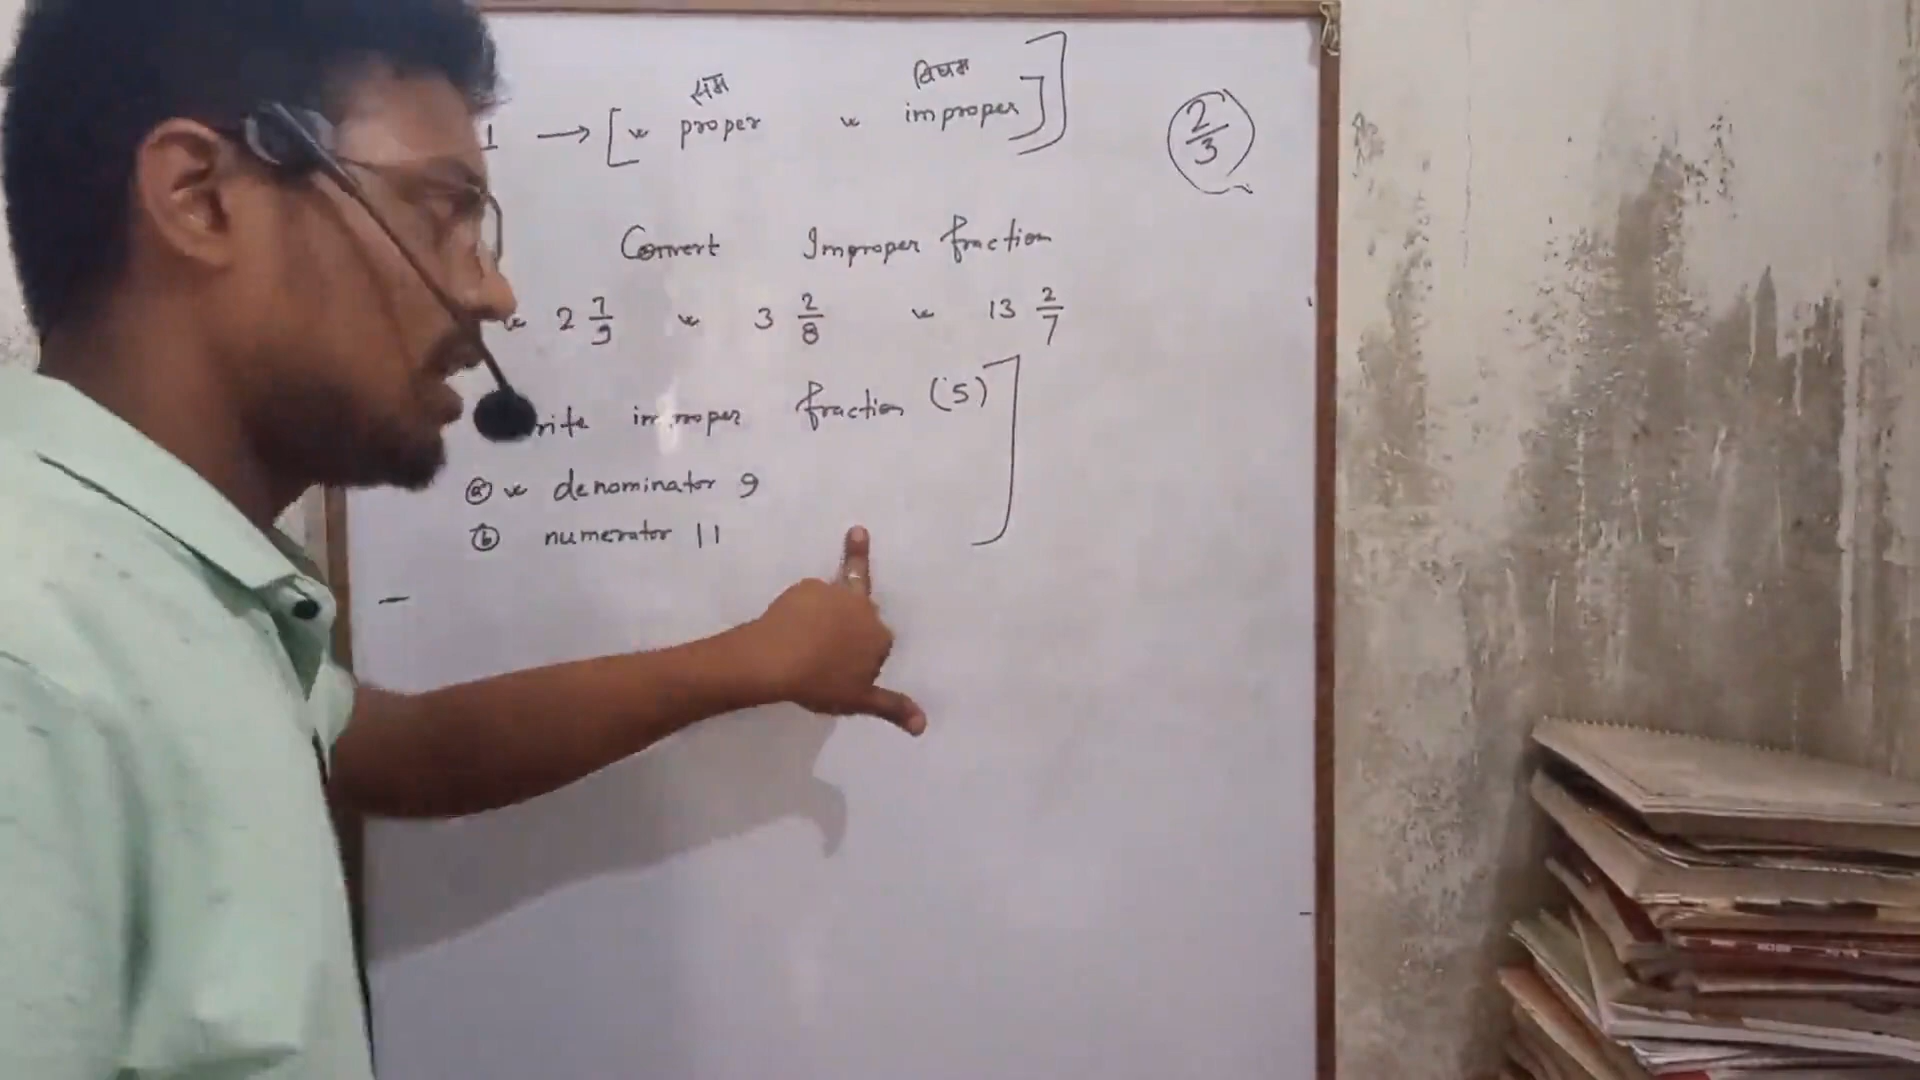 सम विषम
1 → [ proper improper ]
2/3
Convert Improper fraction
2 7/9 3 2/8 13 2/7
rite improper fraction (5)
(a) denominator 9
(b) numerator 11